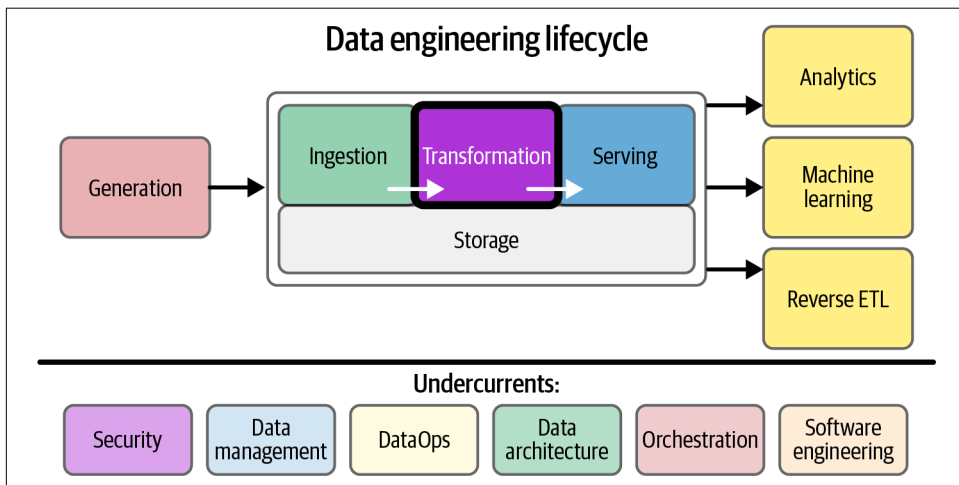 Data engineering lifecycle
Generation
Ingestion
Transformation
Serving
Storage
Analytics
Machine
learning
Reverse ETL
Undercurrents:
Security
Data
management
DataOps
Data
architecture
Orchestration
Software
engineering